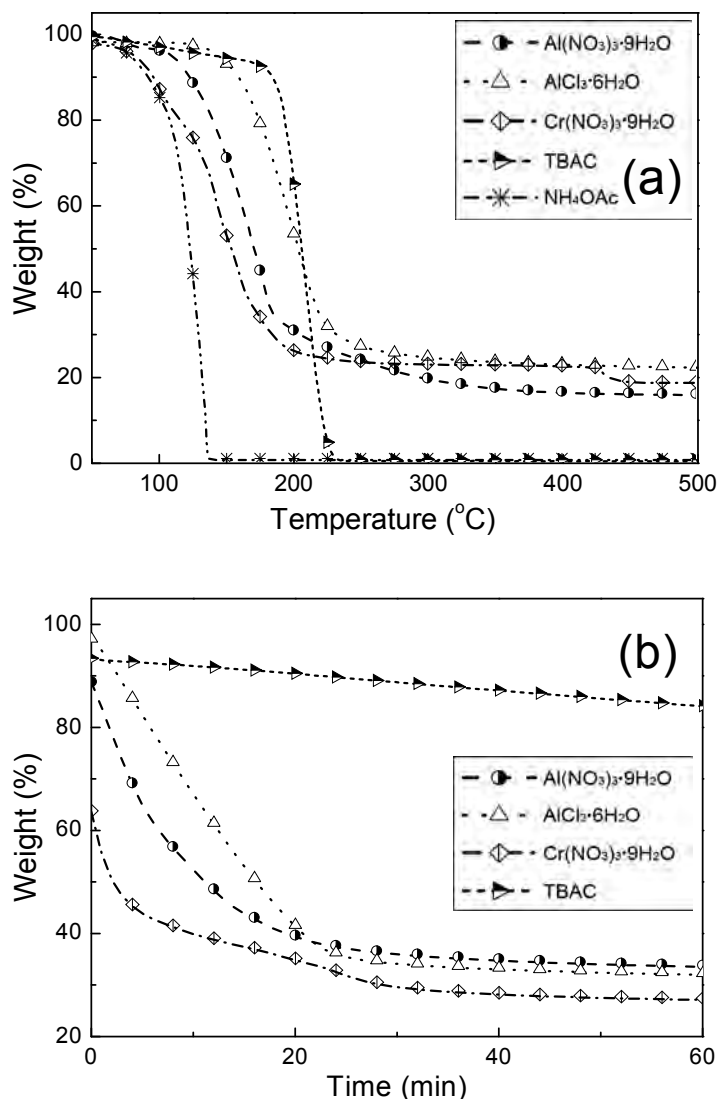 100
80
60
40
20
0
Weight (%)
Al(NO₃)₃·9H₂O
AlCl₃·6H₂O
Cr(NO₃)₃·9H₂O
TBAC
NH₄OAc
(a)
100 200 300 400 500
Temperature (°C)
100
80
60
40
20
Weight (%)
(b)
Al(NO₃)₃·9H₂O
AlCl₂·6H₂O
Cr(NO₃)₃·9H₂O
TBAC
0 20 40 60
Time (min)